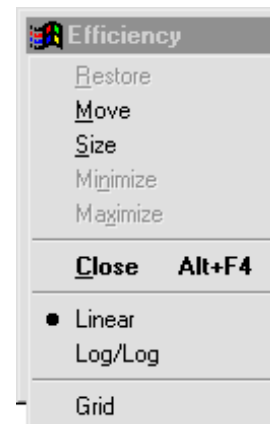 Efficiency
Restore
Move
Size
Minimize
Maximize
Close Alt+F4
Linear
Log/Log
Grid